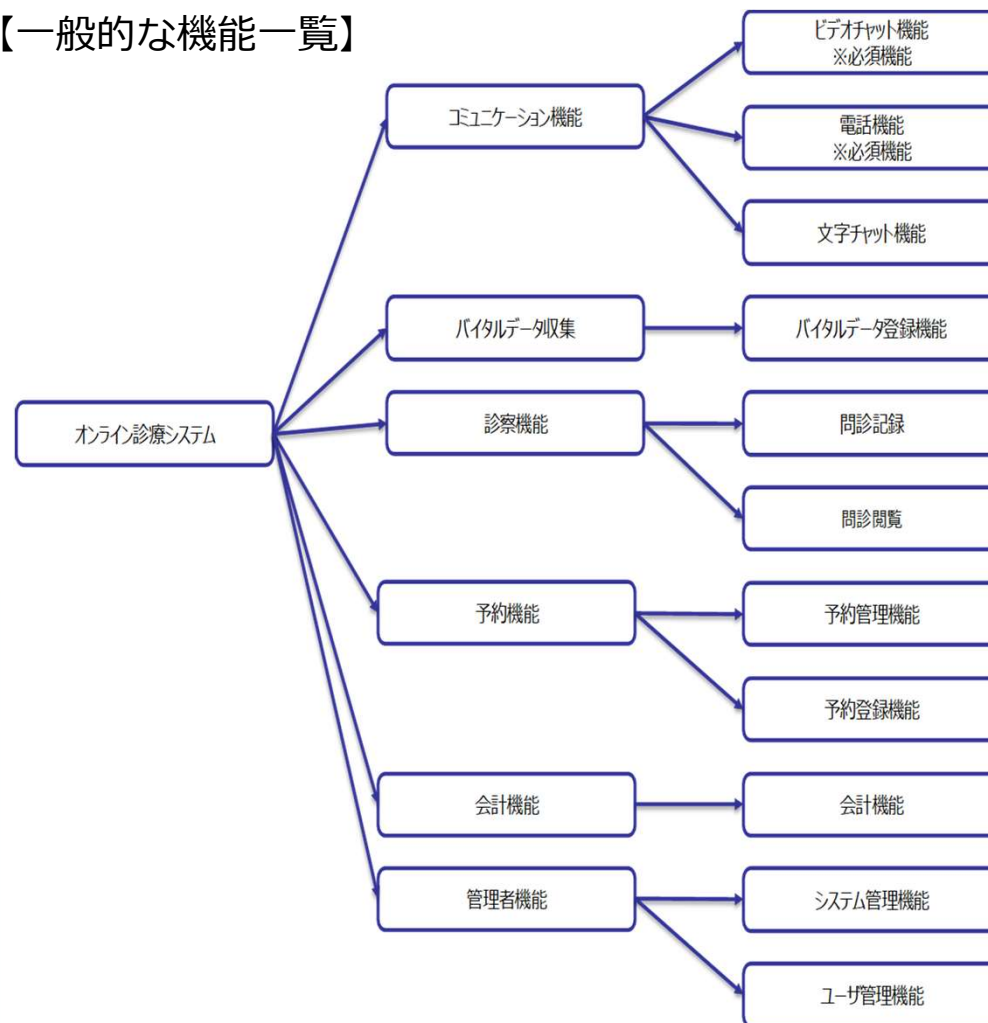 【一般的な機能一覧】
ビデオチャット機能
※必須機能
コミュニケーション機能
電話機能
※必須機能
文字チャット機能
バイタルデータ収集
バイタルデータ登録機能
オンライン診療システム
診察機能
問診記録
問診閲覧
予約機能
予約管理機能
予約登録機能
会計機能
会計機能
管理者機能
システム管理機能
ユーザ管理機能